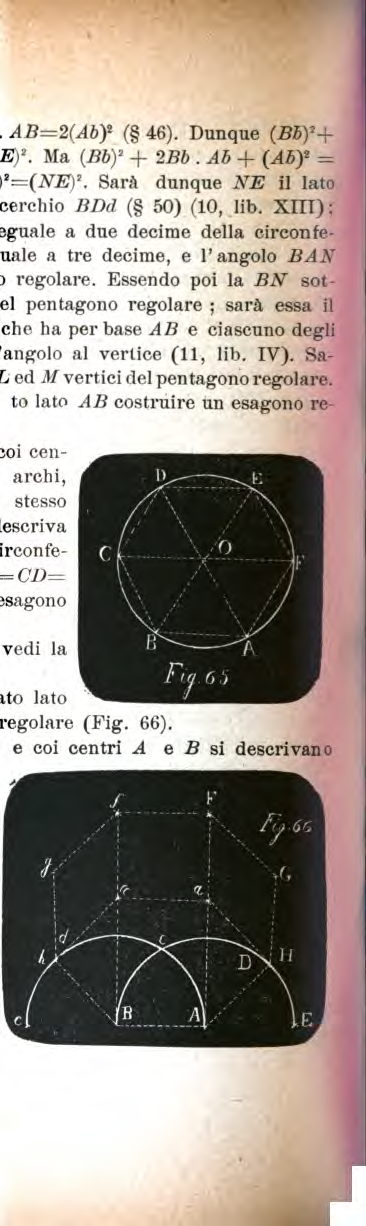 . AB=2(Ab)² (§ 46). Dunque (Bb)²+
E)². Ma (Bb)² + 2Bb . Ab + (Ab)² =
)²=(NE)². Sarà dunque NE il lato
cerchio BDd (§ 50) (10, lib. XIII);
eguale a due decime della circonfe-
uale a tre decime, e l'angolo BAN
o regolare. Essendo poi la BN sot-
el pentagono regolare ; sarà essa il
che ha per base AB e ciascuno degli
'angolo al vertice (11, lib. IV). Sa-
L ed M vertici del pentagono regolare.
to lato AB costruire un esagono re-
coi cen-
archi,
stesso
descriva
irconfe-
=CD=
esagono
vedi la
ato lato
regolare (Fig. 66).
e coi centri A e B si descrivano
D E
C O F
B A
Fig. 65
f F
Fig. 66
g G
a
d c D H
h
e B A E